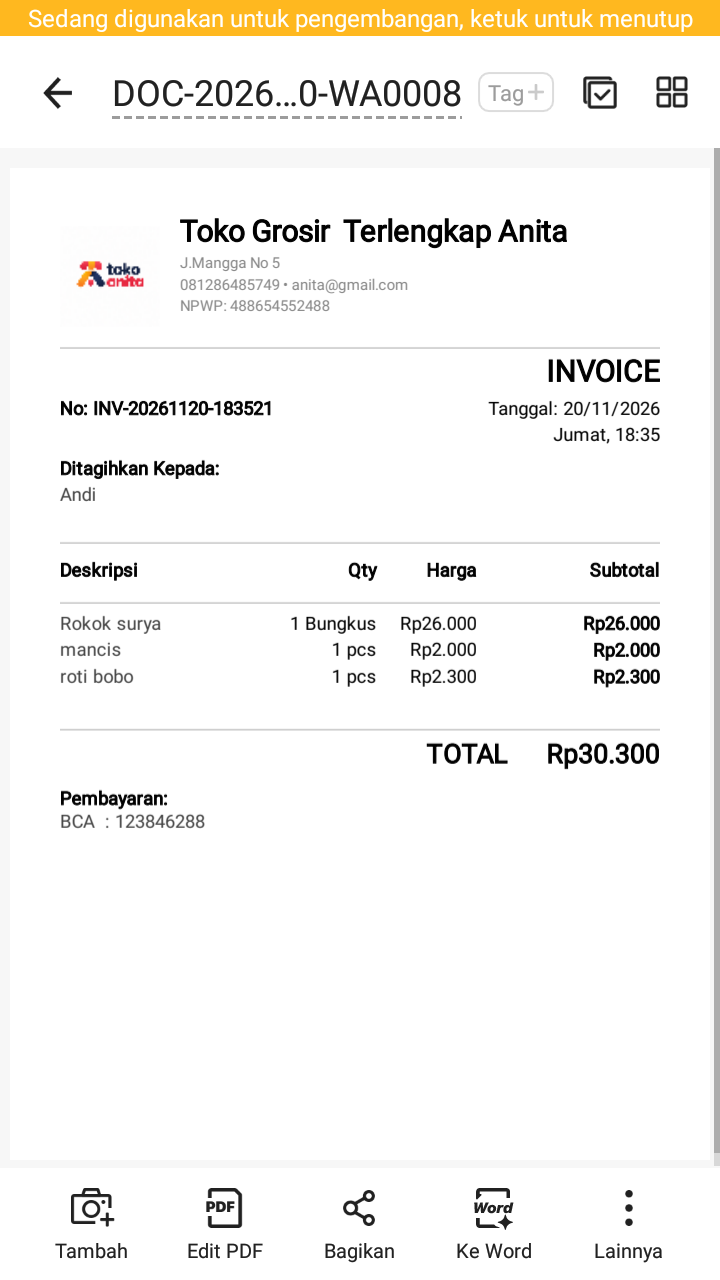 Sedang digunakan untuk pengembangan, ketuk untuk menutup
DOC-2026...0-WA0008 Tag+
toko
anita
Toko Grosir Terlengkap Anita
J.Mangga No 5
081286485749 • anita@gmail.com
NPWP: 488654552488
INVOICE
No: INV-20261120-183521 Tanggal: 20/11/2026
Jumat, 18:35
Ditagihkan Kepada:
Andi
Deskripsi Qty Harga Subtotal
Rokok surya 1 Bungkus Rp26.000 Rp26.000
mancis 1 pcs Rp2.000 Rp2.000
roti bobo 1 pcs Rp2.300 Rp2.300
TOTAL Rp30.300
Pembayaran:
BCA : 123846288
PDF Word
Tambah Edit PDF Bagikan Ke Word Lainnya